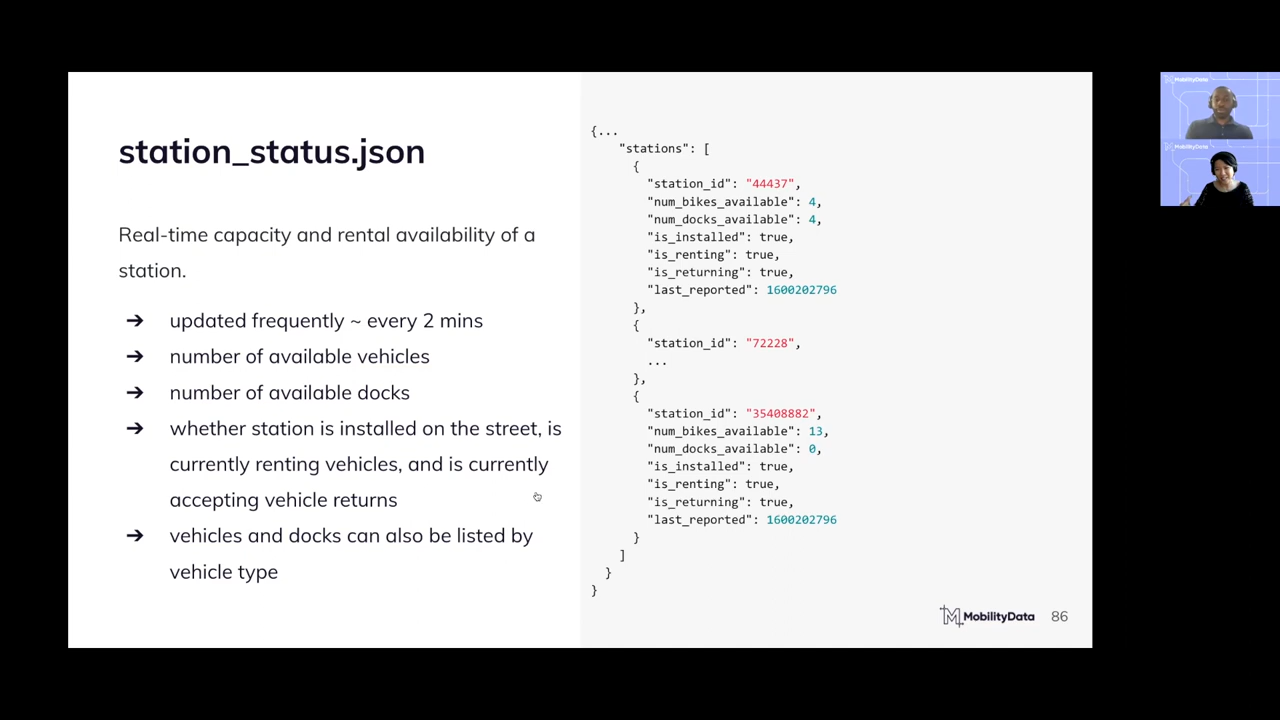 station_status.json
Real-time capacity and rental availability of a
station.
➔ updated frequently ~ every 2 mins
➔ number of available vehicles
➔ number of available docks
➔ whether station is installed on the street, is
currently renting vehicles, and is currently
accepting vehicle returns
➔ vehicles and docks can also be listed by
vehicle type
{...
"stations": [
{
"station_id": "44437",
"num_bikes_available": 4,
"num_docks_available": 4,
"is_installed": true,
"is_renting": true,
"is_returning": true,
"last_reported": 1600202796
},
{
"station_id": "72228",
...
},
{
"station_id": "35408882",
"num_bikes_available": 13,
"num_docks_available": 0,
"is_installed": true,
"is_renting": true,
"is_returning": true,
"last_reported": 1600202796
}
]
}
}
MobilityData 86
MobilityData
MobilityData